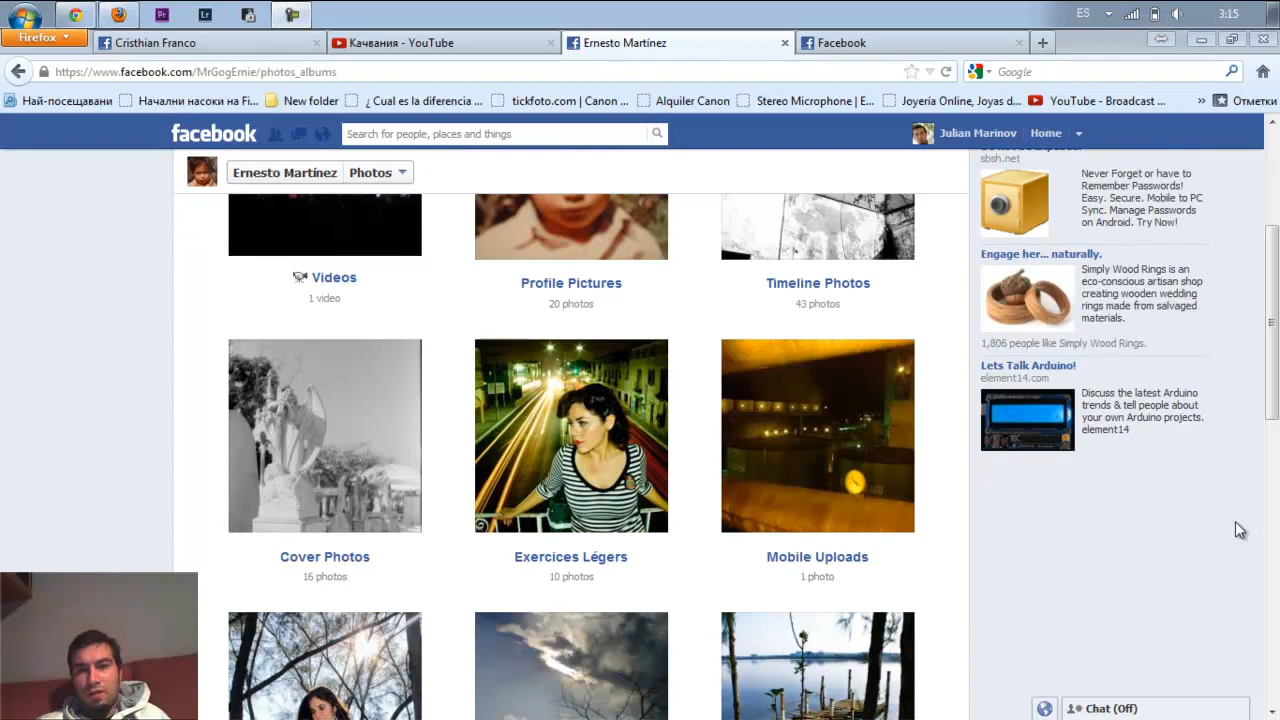 ES
3:15
Firefox
Cristhian Franco
Качвания - YouTube
Ernesto Martínez
Facebook
https://www.facebook.com/MrGogErnie/photos_albums
Google
Най-посещавани
Начални насоки на Fi...
New folder
¿ Cual es la diferencia ...
tickfoto.com | Canon ...
Alquiler Canon
Stereo Microphone | E...
Joyería Online, Joyas d...
YouTube - Broadcast ...
Отметки
facebook
Search for people, places and things
Julian Marinov
Home
Ernesto Martínez
Photos
Videos
1 video
Profile Pictures
20 photos
Timeline Photos
43 photos
Cover Photos
16 photos
Exercices Légers
10 photos
Mobile Uploads
1 photo
sbsh.net
Never Forget or have to
Remember Passwords!
Easy. Secure. Mobile to PC
Sync. Manage Passwords
on Android. Try Now!
Engage her... naturally.
Simply Wood Rings is an
eco-conscious artisan shop
creating wooden wedding
rings made from salvaged
materials.
1,806 people like Simply Wood Rings.
Lets Talk Arduino!
element14.com
Discuss the latest Arduino
trends & tell people about
your own Arduino projects.
element14
Chat (Off)